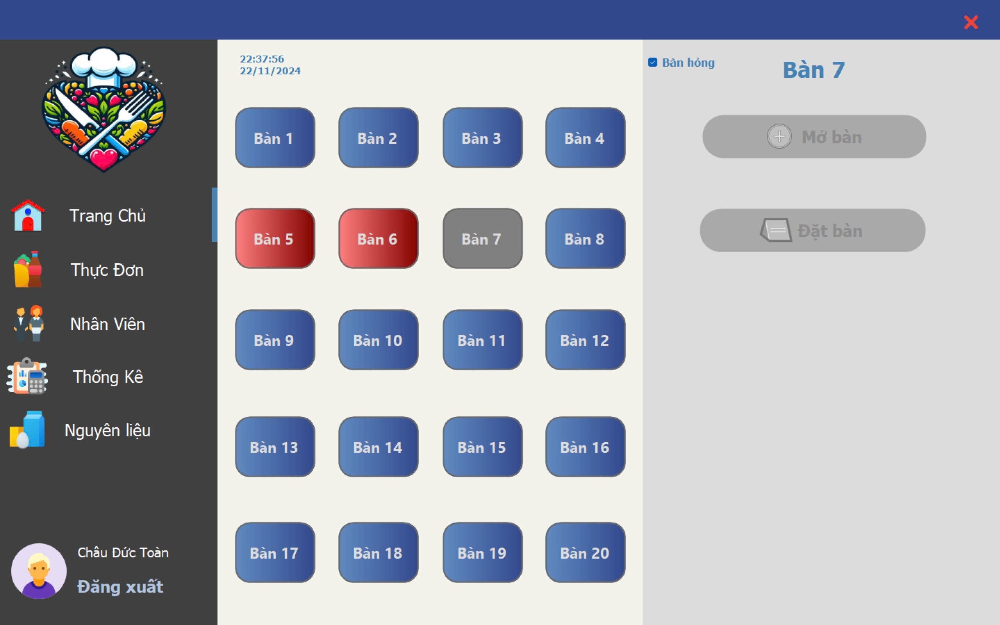 22:37:56
22/11/2024
Bàn hỏng
Bàn 7
Mở bàn
Đặt bàn
Trang Chủ
Thực Đơn
Nhân Viên
Thống Kê
Nguyên liệu
Châu Đức Toàn
Đăng xuất
Bàn 1
Bàn 2
Bàn 3
Bàn 4
Bàn 5
Bàn 6
Bàn 7
Bàn 8
Bàn 9
Bàn 10
Bàn 11
Bàn 12
Bàn 13
Bàn 14
Bàn 15
Bàn 16
Bàn 17
Bàn 18
Bàn 19
Bàn 20